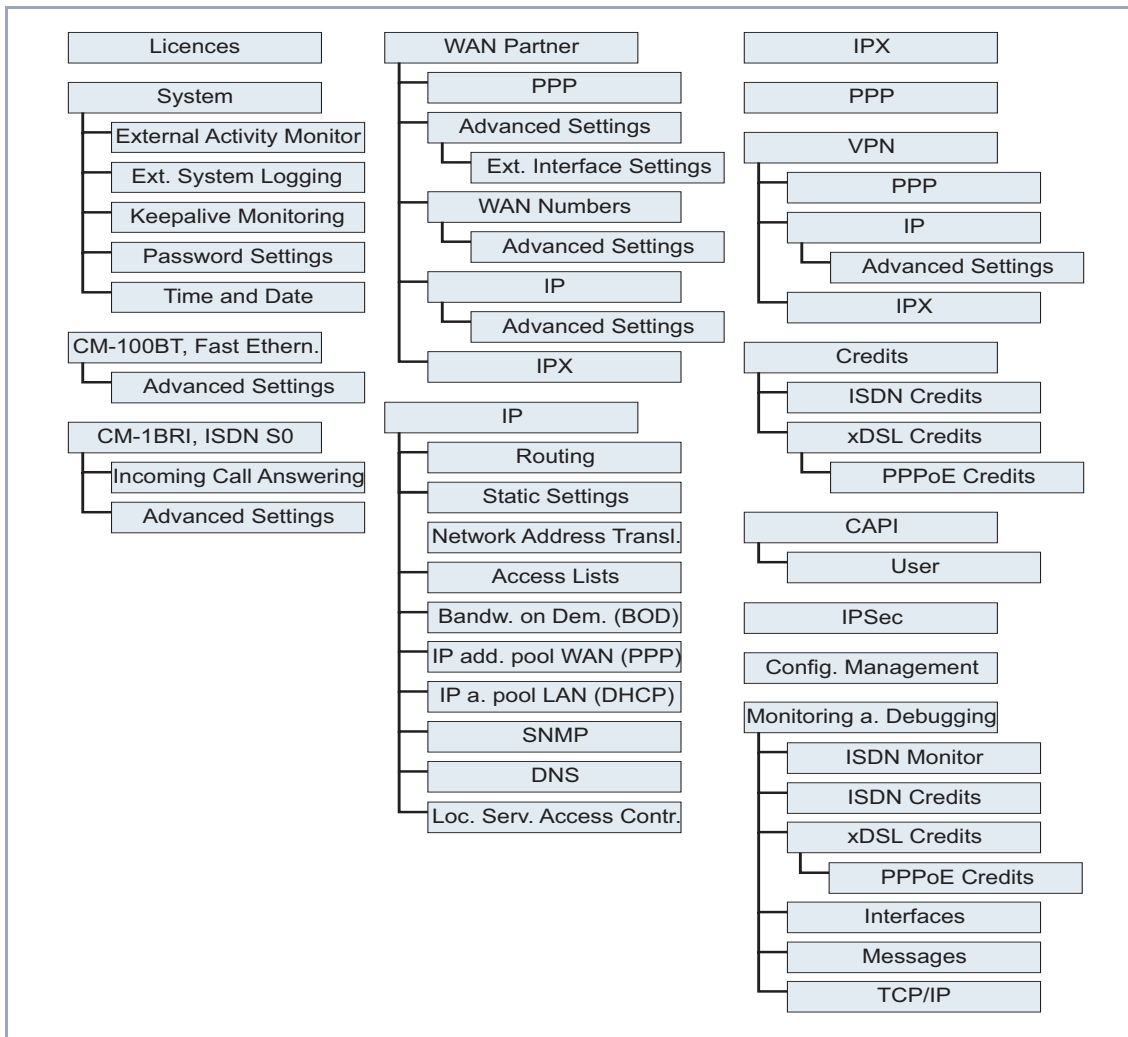 Licences
System
External Activity Monitor
Ext. System Logging
Keepalive Monitoring
Password Settings
Time and Date
CM-100BT, Fast Ethern.
Advanced Settings
CM-1BRI, ISDN S0
Incoming Call Answering
Advanced Settings
WAN Partner
PPP
Advanced Settings
Ext. Interface Settings
WAN Numbers
Advanced Settings
IP
Advanced Settings
IPX
IP
Routing
Static Settings
Network Address Transl.
Access Lists
Bandw. on Dem. (BOD)
IP add. pool WAN (PPP)
IP a. pool LAN (DHCP)
SNMP
DNS
Loc. Serv. Access Contr.
IPX
PPP
VPN
PPP
IP
Advanced Settings
IPX
Credits
ISDN Credits
xDSL Credits
PPPoE Credits
CAPI
User
IPSec
Config. Management
Monitoring a. Debugging
ISDN Monitor
ISDN Credits
xDSL Credits
PPPoE Credits
Interfaces
Messages
TCP/IP